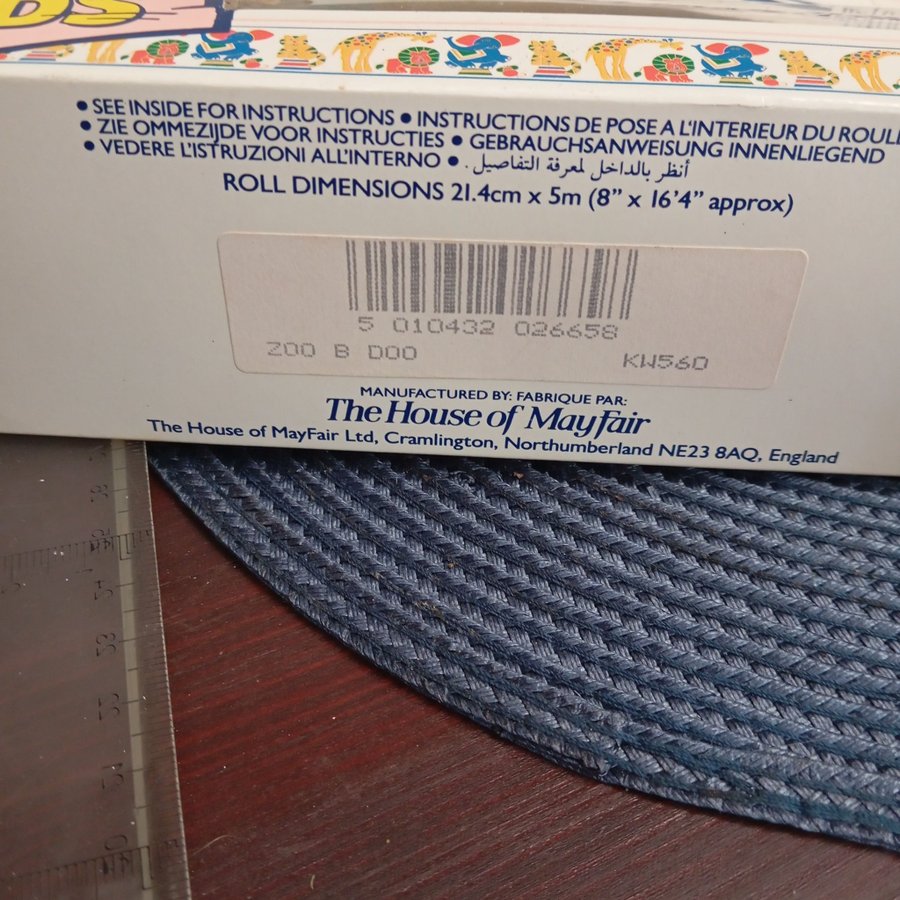 DS
● SEE INSIDE FOR INSTRUCTIONS ● INSTRUCTIONS DE POSE A L'INTERIEUR DU ROUL
● ZIE OMMEZIJDE VOOR INSTRUCTIES ● GEBRAUCHSANWEISUNG INNENLIEGEND
● VEDERE L'ISTRUZIONI ALL'INTERNO ● أنظر بالداخل لمعرفة التفاصيل.
ROLL DIMENSIONS 21.4cm x 5m (8” x 16’4” approx)
5 010432 026658
ZOO B DOO KW560
MANUFACTURED BY: FABRIQUE PAR:
The House of MayFair
The House of MayFair Ltd, Cramlington, Northumberland NE23 8AQ, England